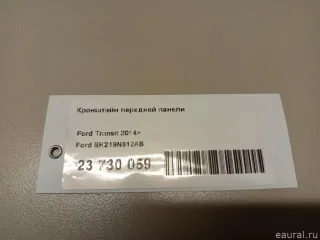 Кронштейн передней панели
Ford Transit 2014>
Ford BK219N812AB
23 730 059
© eaural.ru